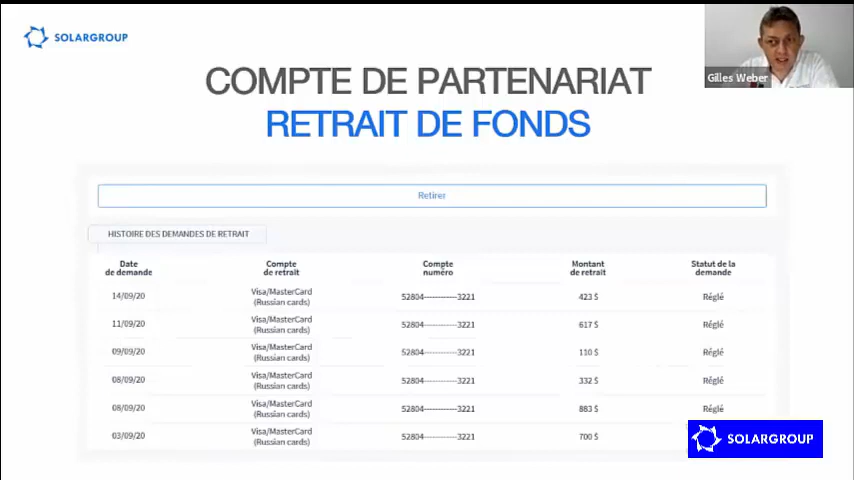 SOLARGROUP
Gilles Weber
COMPTE DE PARTENARIAT
RETRAIT DE FONDS
Retirer
HISTOIRE DES DEMANDES DE RETRAIT
Date de demande Compte de retrait Compte numéro Montant de retrait Statut de la demande
14/09/20 Visa/MasterCard (Russian cards) 52804------------3221 423 $ Réglé
11/09/20 Visa/MasterCard (Russian cards) 52804------------3221 617 $ Réglé
09/09/20 Visa/MasterCard (Russian cards) 52804------------3221 110 $ Réglé
08/09/20 Visa/MasterCard (Russian cards) 52804------------3221 332 $ Réglé
08/09/20 Visa/MasterCard (Russian cards) 52804------------3221 883 $ Réglé
03/09/20 Visa/MasterCard (Russian cards) 52804------------3221 700 $
SOLARGROUP